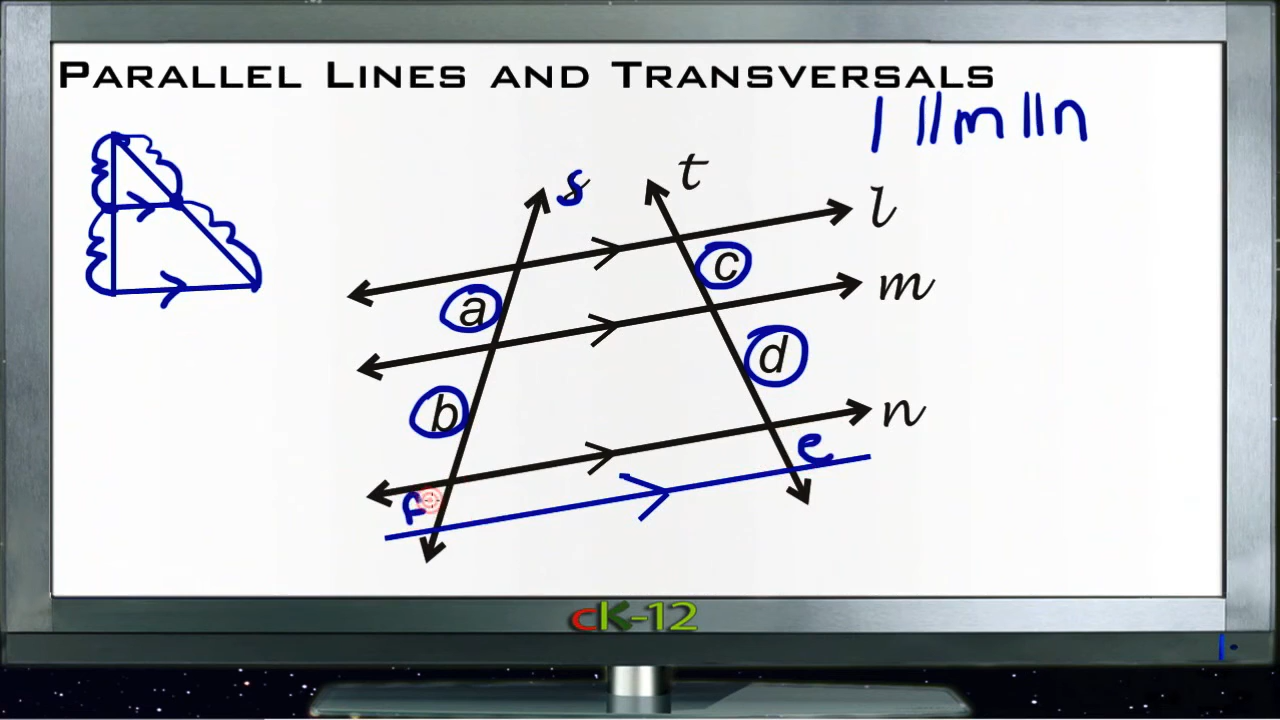 PARALLEL LINES AND TRANSVERSALS
l || m || n
s
t
l
c
m
a
d
b
n
e
f
cK-12